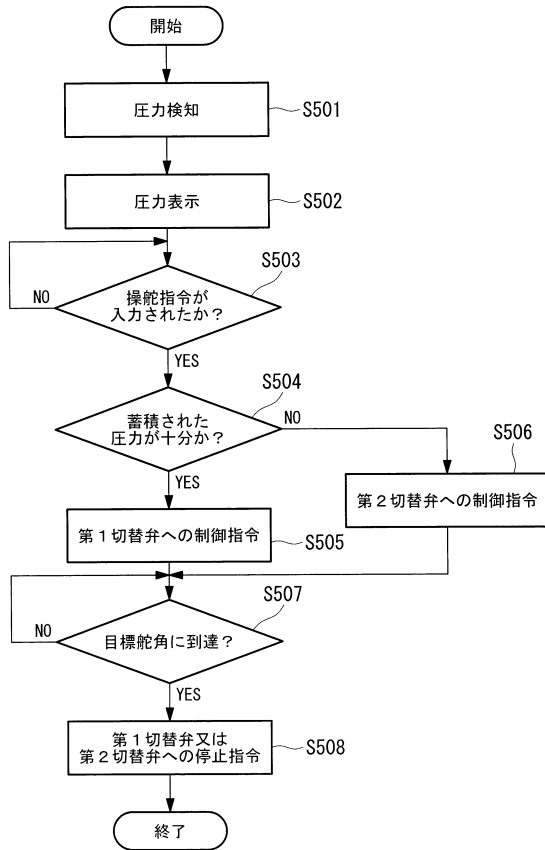 開始
圧力検知
S501
圧力表示
S502
S503
NO
操舵指令が
入力されたか？
YES
S504
蓄積された
圧力が十分か？
NO
S506
YES
第２切替弁への制御指令
第１切替弁への制御指令
S505
S507
NO
目標舵角に到達？
YES
第１切替弁又は
第２切替弁への停止指令
S508
終了